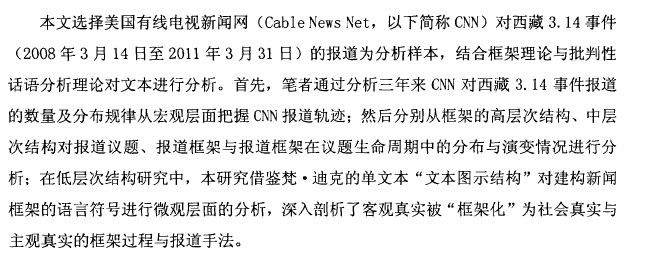 本文选择美国有线电视新闻网（Cable News Net，以下简称 CNN）对西藏 3.14 事件
（2008 年 3 月 14 日至 2011 年 3 月 31 日）的报道为分析样本，结合框架理论与批判性
话语分析理论对文本进行分析。首先，笔者通过分析三年来 CNN 对西藏 3.14 事件报道
的数量及分布规律从宏观层面把握 CNN 报道轨迹；然后分别从框架的高层次结构、中层
次结构对报道议题、报道框架与报道框架在议题生命周期中的分布与演变情况进行分
析；在低层次结构研究中，本研究借鉴梵·迪克的单文本“文本图示结构”对建构新闻
框架的语言符号进行微观层面的分析，深入剖析了客观真实被“框架化”为社会真实与
主观真实的框架过程与报道手法。